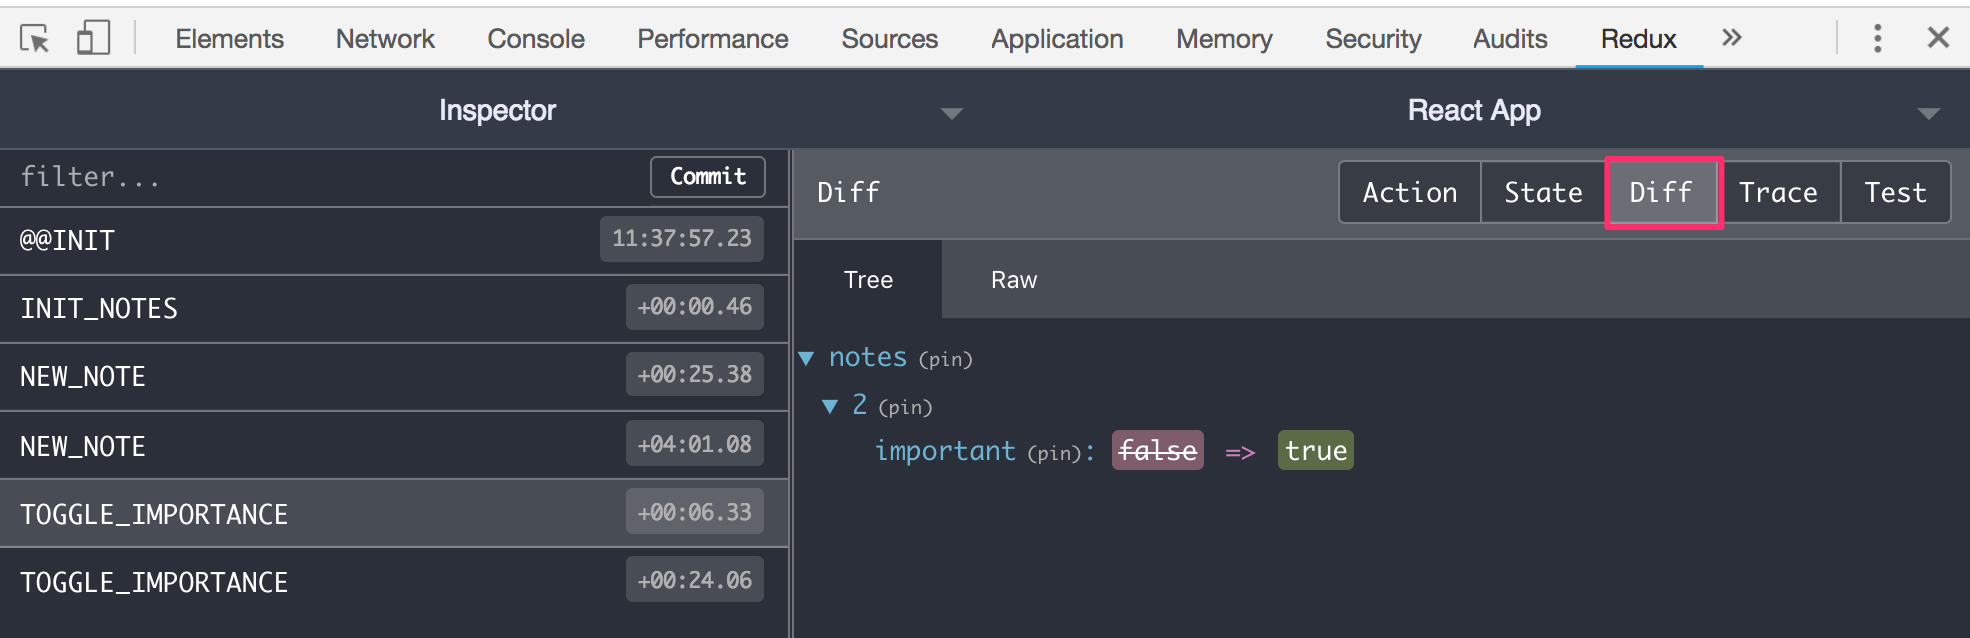 Elements Network Console Performance Sources Application Memory Security Audits Redux »
Inspector React App
filter... Commit
Diff Action State Diff Trace Test
@@INIT 11:37:57.23
Tree Raw
INIT_NOTES +00:00.46
notes (pin)
NEW_NOTE +00:25.38
2 (pin)
NEW_NOTE +04:01.08
important (pin): false => true
TOGGLE_IMPORTANCE +00:06.33
TOGGLE_IMPORTANCE +00:24.06